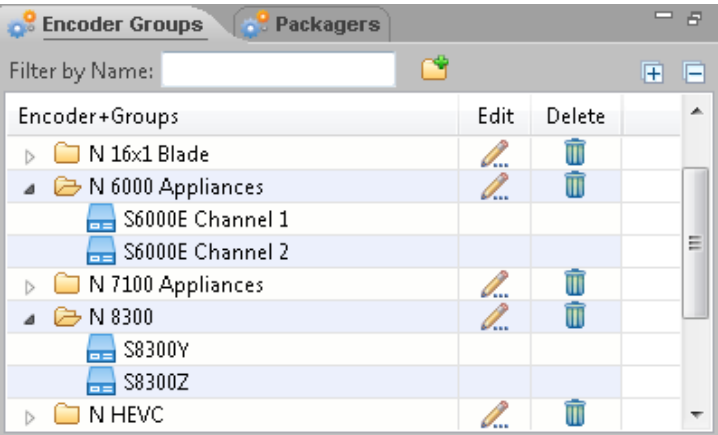 Encoder Groups Packagers
Filter by Name:
Encoder+Groups Edit Delete
N 16x1 Blade
N 6000 Appliances
S6000E Channel 1
S6000E Channel 2
N 7100 Appliances
N 8300
S8300Y
S8300Z
N HEVC